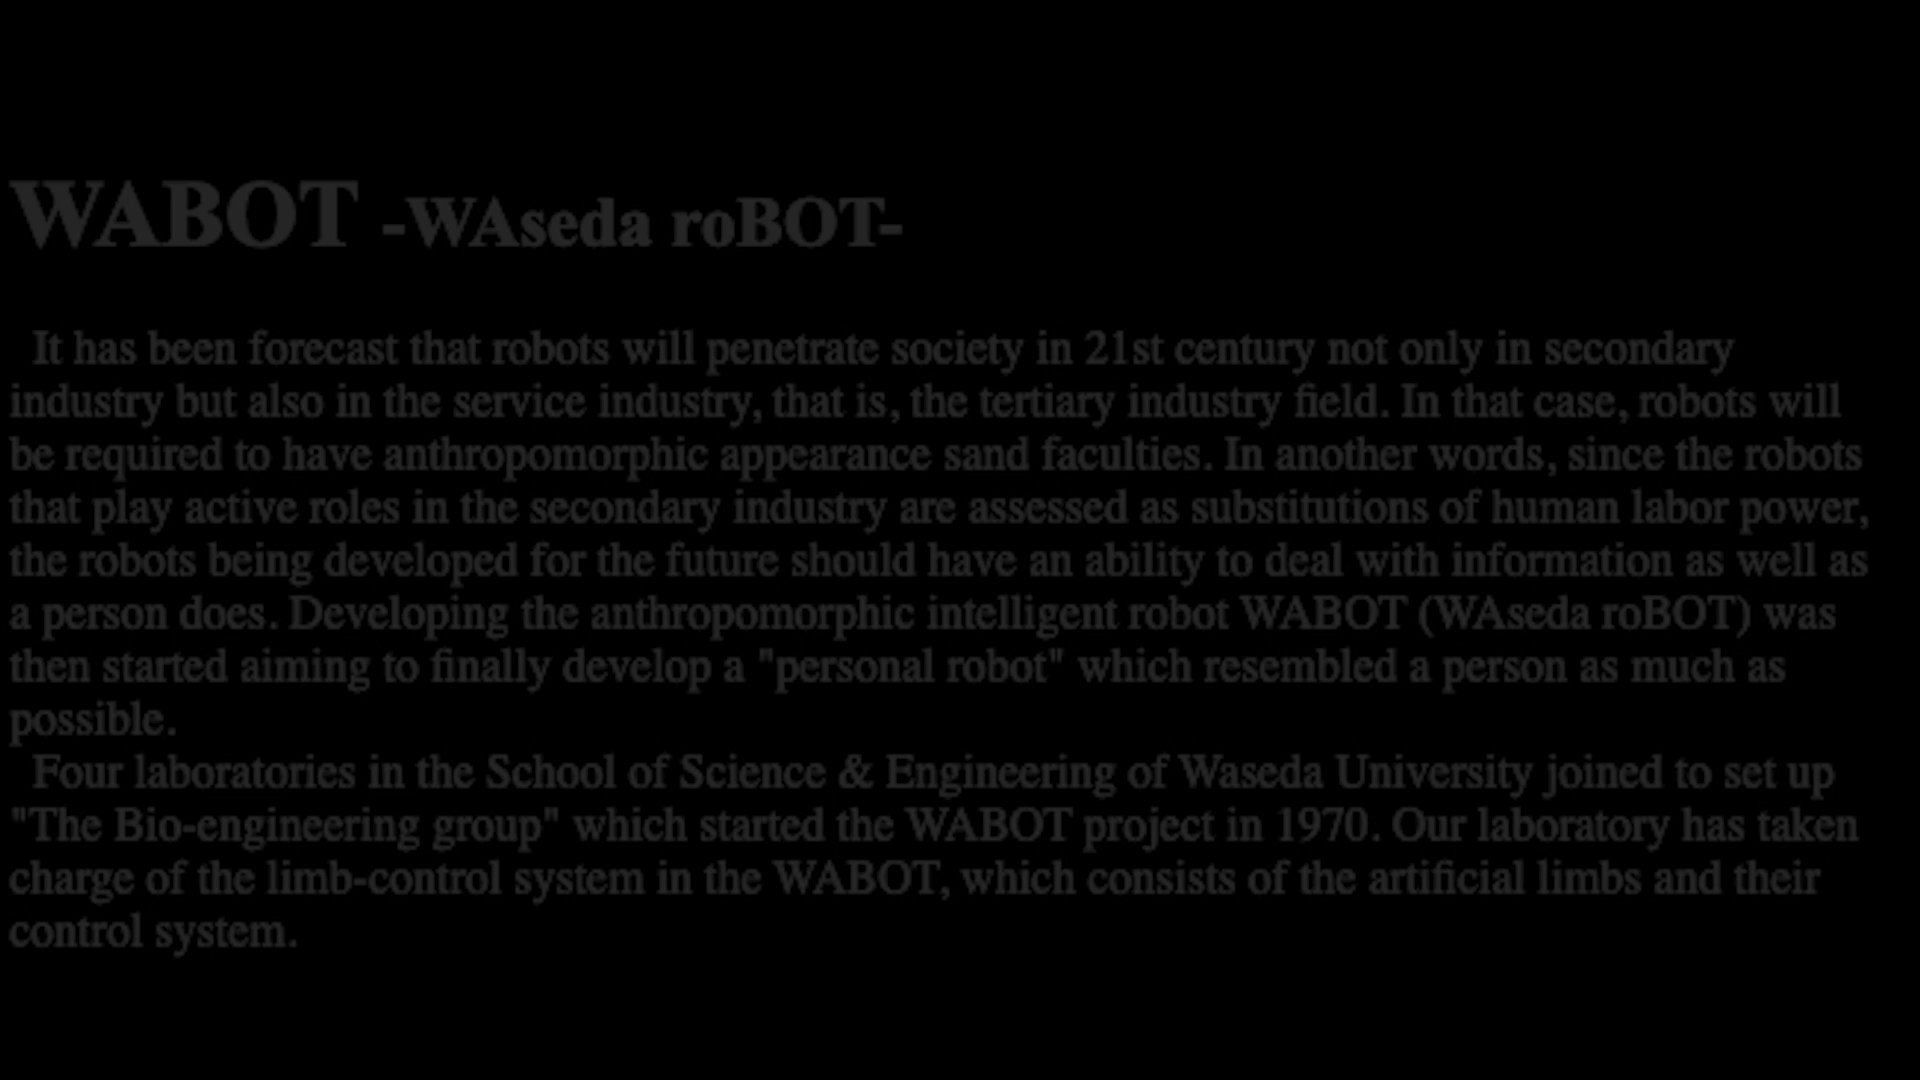 WABOT -WAseda roBOT-
It has been forecast that robots will penetrate society in 21st century not only in secondary
industry but also in the service industry, that is, the tertiary industry field. In that case, robots will
be required to have anthropomorphic appearance sand faculties. In another words, since the robots
that play active roles in the secondary industry are assessed as substitutions of human labor power,
the robots being developed for the future should have an ability to deal with information as well as
a person does. Developing the anthropomorphic intelligent robot WABOT (WAseda roBOT) was
then started aiming to finally develop a "personal robot" which resembled a person as much as
possible.
Four laboratories in the School of Science & Engineering of Waseda University joined to set up
"The Bio-engineering group" which started the WABOT project in 1970. Our laboratory has taken
charge of the limb-control system in the WABOT, which consists of the artificial limbs and their
control system.